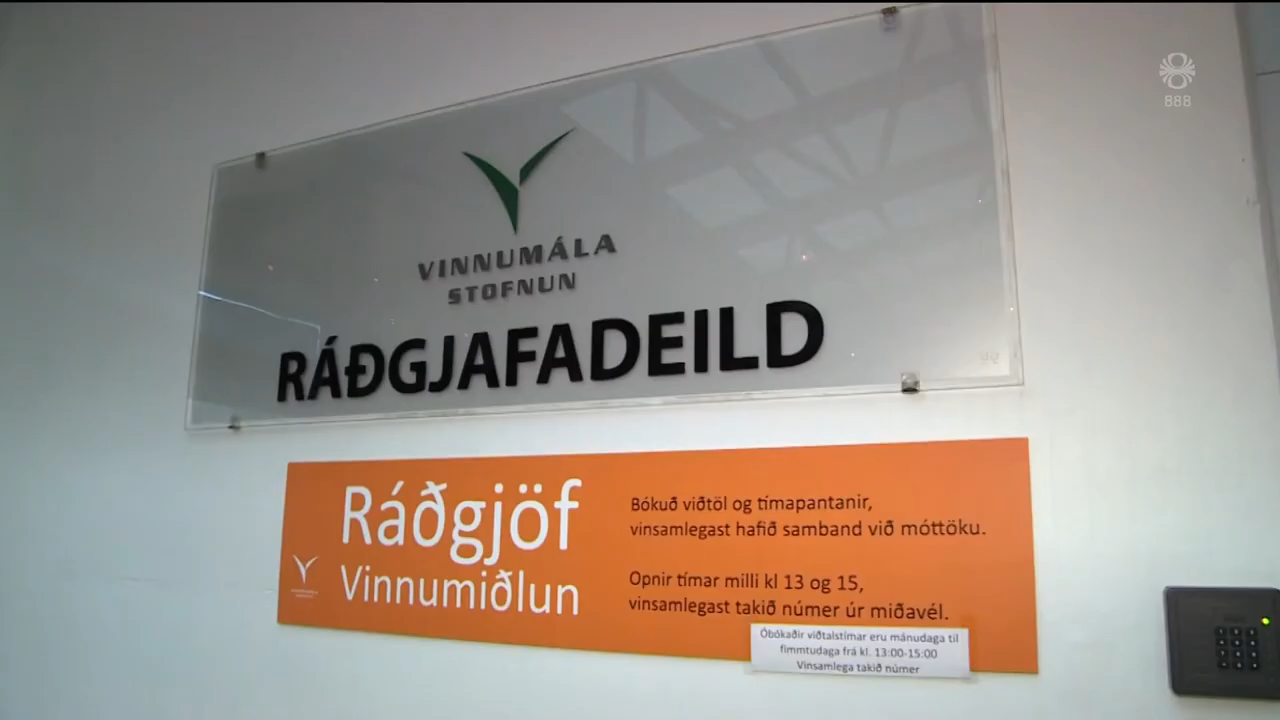 888
VINNUMÁLA
STOFNUN
RÁÐGJAFADEILD
Ráðgjöf
Vinnumiðlun
Bókuð viðtöl og tímapantanir,
vinsamlegast hafið samband við móttöku.
Opnir tímar milli kl 13 og 15,
vinsamlegast takið númer úr miðavél.
Óbókaðir viðtalstímar eru mánudaga til
fimmtudaga frá kl. 13:00-15:00
Vinsamlega takið númer